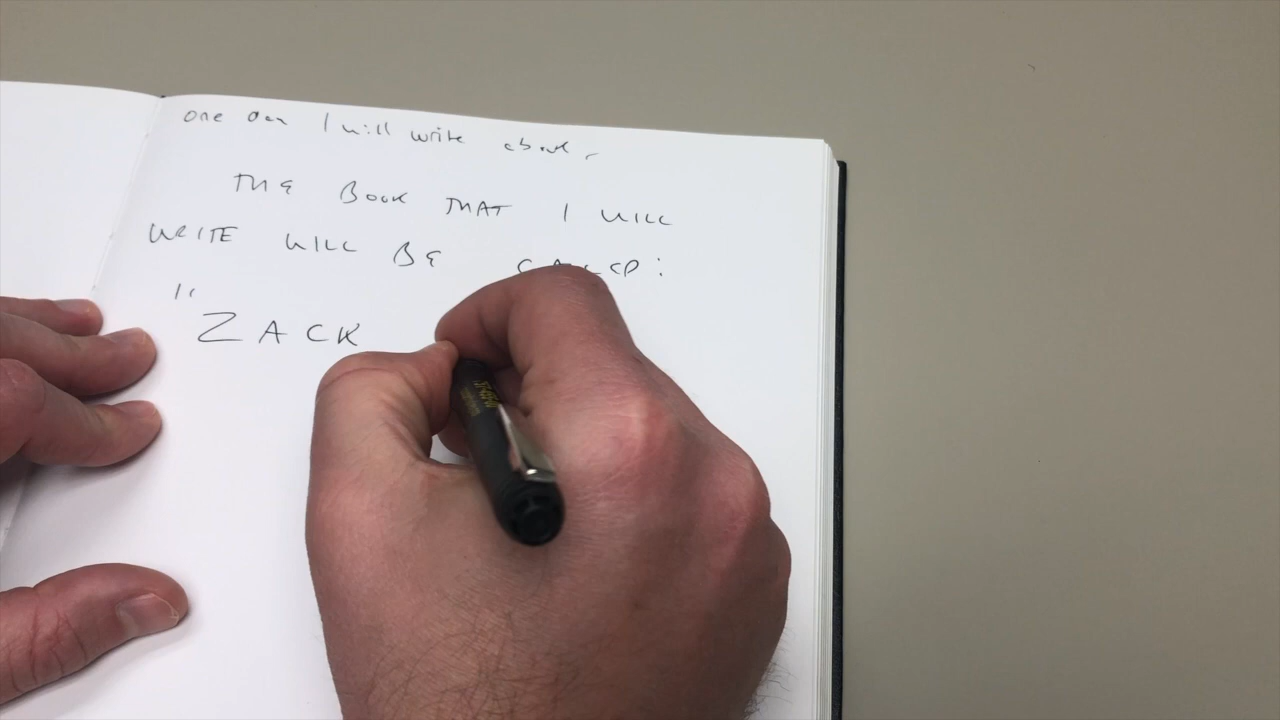 one day I will write about,
THE BOOK THAT I WILL
WRITE WILL BE CALLED:
"ZACK